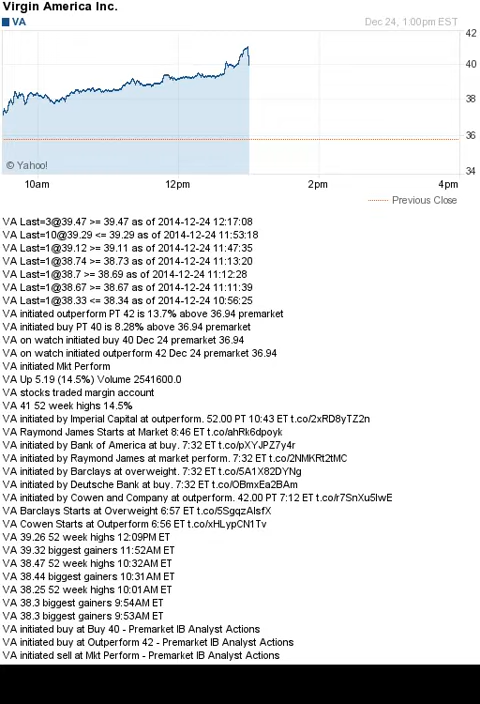 Virgin America Inc.
VA
Dec 24, 1:00pm EST
42
40
38
36
34
© Yahoo!
10am
12pm
2pm
4pm
Previous Close
VA Last=3@39.47 >= 39.47 as of 2014-12-24 12:17:08
VA Last=10@39.29 <= 39.29 as of 2014-12-24 11:53:18
VA Last=1@39.12 >= 39.11 as of 2014-12-24 11:47:35
VA Last=1@38.74 >= 38.73 as of 2014-12-24 11:13:20
VA Last=1@38.7 >= 38.69 as of 2014-12-24 11:12:28
VA Last=1@38.67 >= 38.67 as of 2014-12-24 11:11:39
VA Last=1@38.33 <= 38.34 as of 2014-12-24 10:56:25
VA initiated outperform PT 42 is 13.7% above 36.94 premarket
VA initiated buy PT 40 is 8.28% above 36.94 premarket
VA on watch initiated buy 40 Dec 24 premarket 36.94
VA on watch initiated outperform 42 Dec 24 premarket 36.94
VA initiated Mkt Perform
VA Up 5.19 (14.5%) Volume 2541600.0
VA stocks traded margin account
VA 41 52 week highs 14.5%
VA initiated by Imperial Capital at outperform. 52.00 PT 10:43 ET t.co/2xRD8yTZ2n
VA Raymond James Starts at Market 8:46 ET t.co/ahRk6dpoyk
VA initiated by Bank of America at buy. 7:32 ET t.co/pXYJPZ7y4r
VA initiated by Raymond James at market perform. 7:32 ET t.co/2NMKRt2tMC
VA initiated by Barclays at overweight. 7:32 ET t.co/5A1X82DYNg
VA initiated by Deutsche Bank at buy. 7:32 ET t.co/OBmxEa2BAm
VA initiated by Cowen and Company at outperform. 42.00 PT 7:12 ET t.co/r7SnXu5IwE
VA Barclays Starts at Overweight 6:57 ET t.co/5SgqzAlsfX
VA Cowen Starts at Outperform 6:56 ET t.co/xHLypCN1Tv
VA 39.26 52 week highs 12:09PM ET
VA 39.32 biggest gainers 11:52AM ET
VA 38.47 52 week highs 10:32AM ET
VA 38.44 biggest gainers 10:31AM ET
VA 38.25 52 week highs 10:01AM ET
VA 38.3 biggest gainers 9:54AM ET
VA 38.3 biggest gainers 9:53AM ET
VA initiated buy at Buy 40 - Premarket IB Analyst Actions
VA initiated buy at Outperform 42 - Premarket IB Analyst Actions
VA initiated sell at Mkt Perform - Premarket IB Analyst Actions